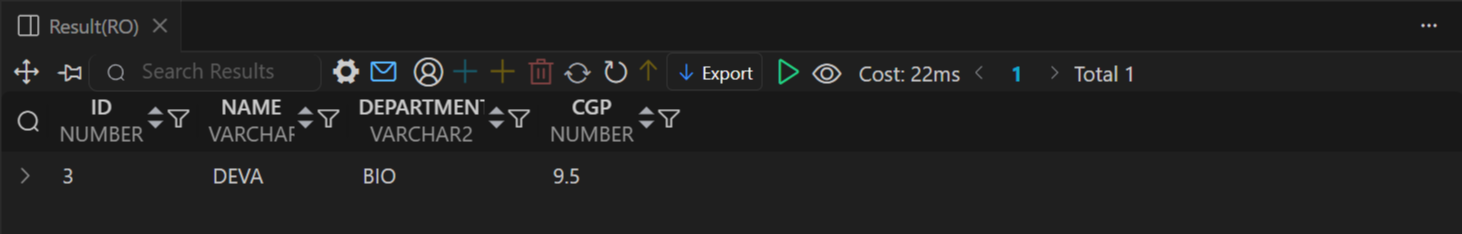 Result(RO)
Search Results Export Cost: 22ms 1 Total 1
ID NAME DEPARTMENT CGP
NUMBER VARCHAR VARCHAR2 NUMBER
3 DEVA BIO 9.5